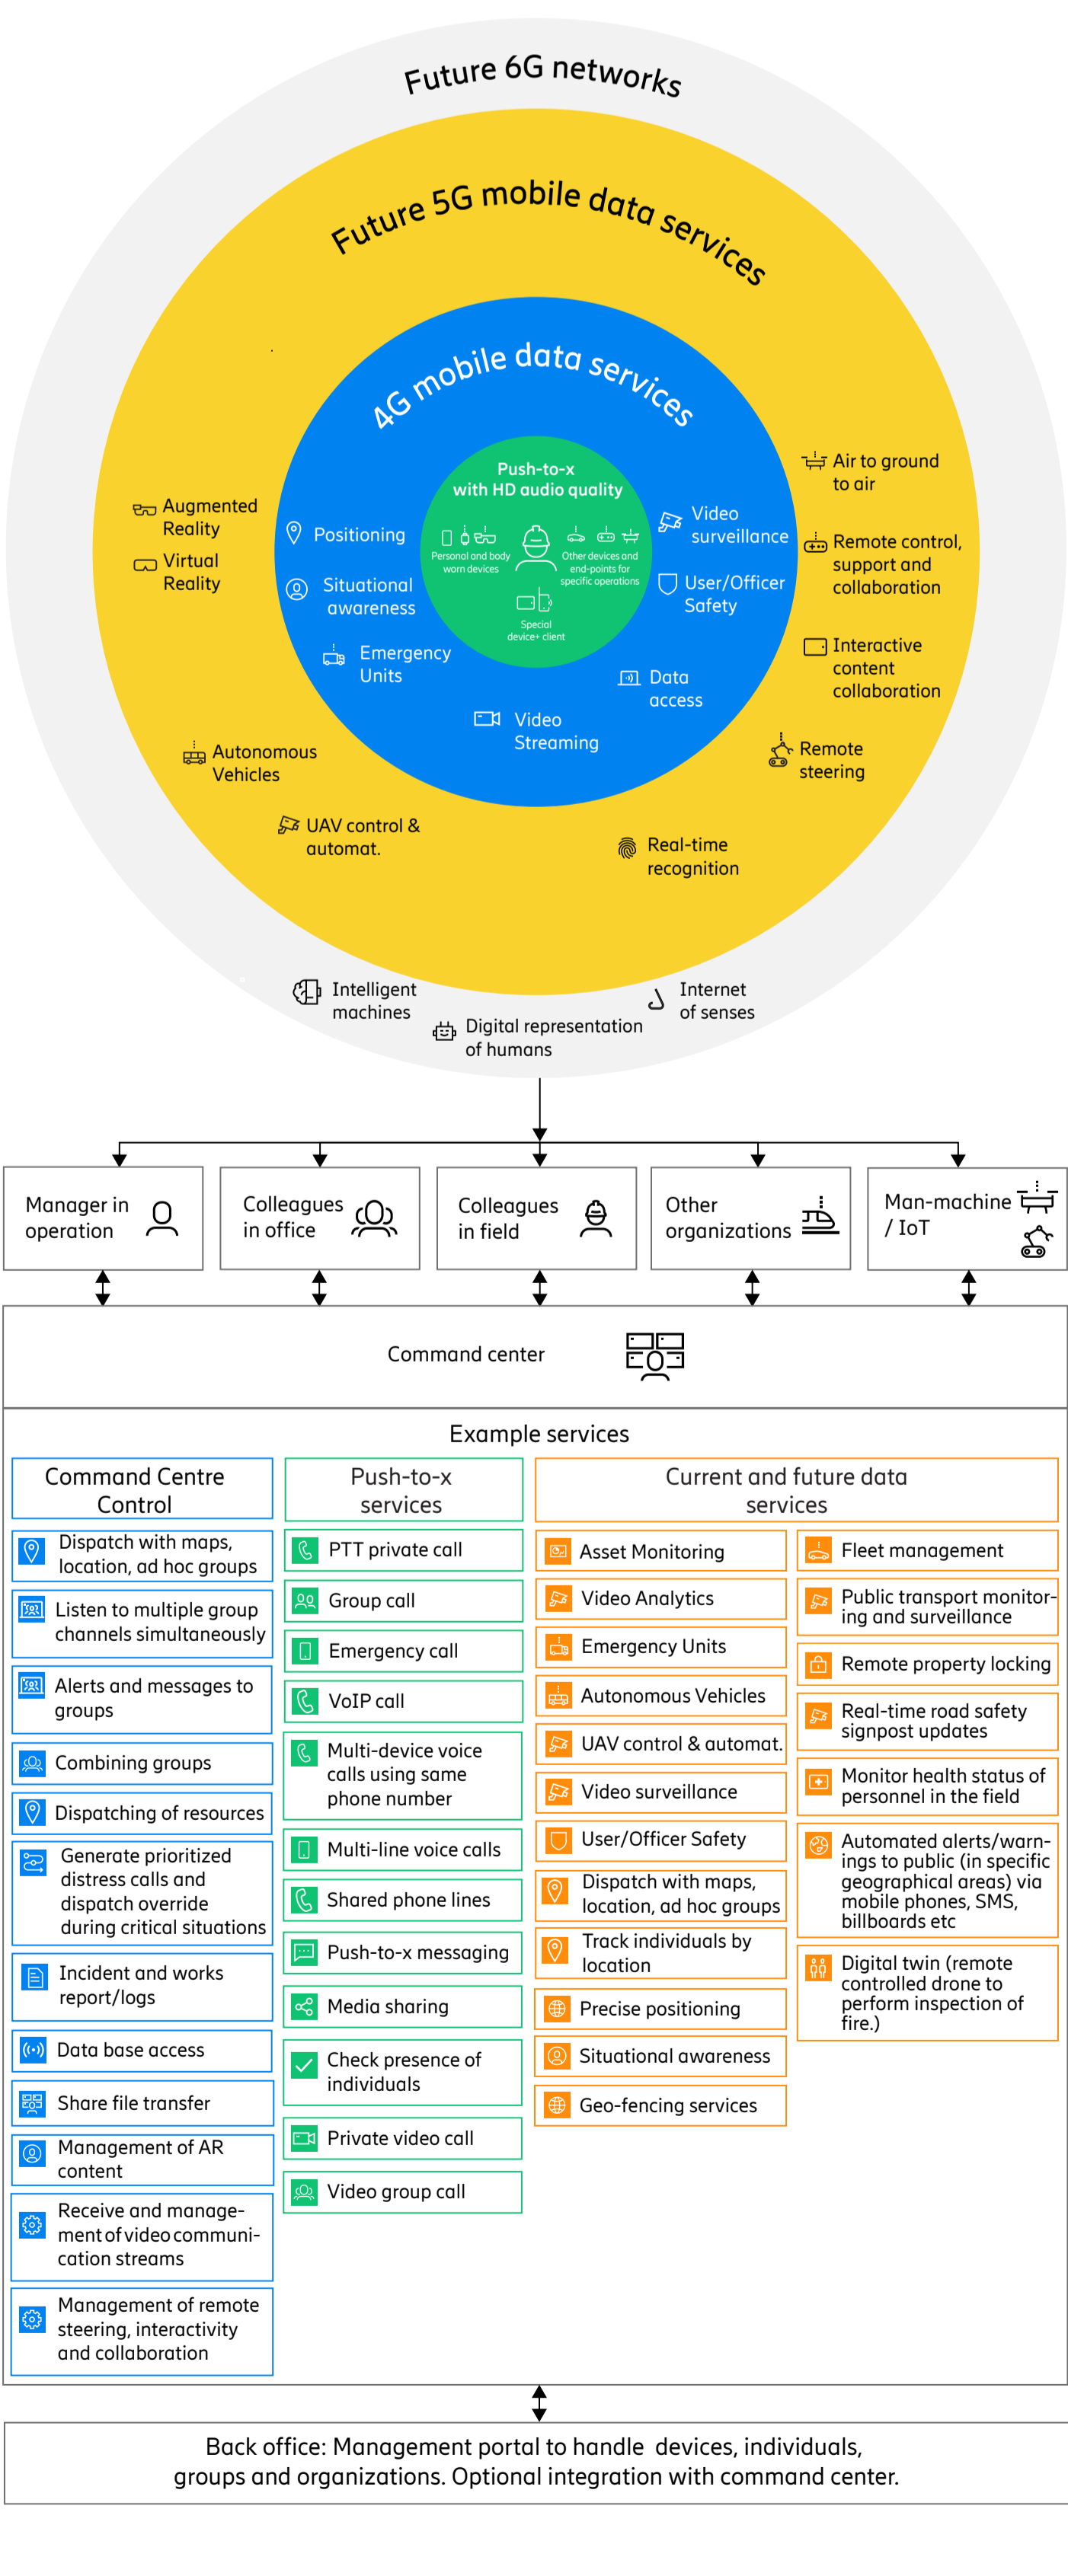 Future 6G networks
Future 5G mobile data services
4G mobile data services
Push-to-x
with HD audio quality
Personal and body
worn devices
Other devices and
end-points for
specific operations
Special
device+ client
Positioning
Situational
awareness
Emergency
Units
Video
Streaming
Data
access
User/Officer
Safety
Video
surveillance
Augmented
Reality
Virtual
Reality
Autonomous
Vehicles
UAV control &
automat.
Real-time
recognition
Remote
steering
Interactive
content
collaboration
Remote control,
support and
collaboration
Air to ground
to air
Intelligent
machines
Digital representation
of humans
Internet
of senses
Manager in
operation
Colleagues
in office
Colleagues
in field
Other
organizations
Man-machine
/ IoT
Command center
Example services
Command Centre
Control
Dispatch with maps,
location, ad hoc groups
Listen to multiple group
channels simultaneously
Alerts and messages to
groups
Combining groups
Dispatching of resources
Generate prioritized
distress calls and
dispatch override
during critical situations
Incident and works
report/logs
Data base access
Share file transfer
Management of AR
content
Receive and manage-
ment of video communi-
cation streams
Management of remote
steering, interactivity
and collaboration
Push-to-x
services
PTT private call
Group call
Emergency call
VoIP call
Multi-device voice
calls using same
phone number
Multi-line voice calls
Shared phone lines
Push-to-x messaging
Media sharing
Check presence of
individuals
Private video call
Video group call
Current and future data
services
Asset Monitoring
Video Analytics
Emergency Units
Autonomous Vehicles
UAV control & automat.
Video surveillance
User/Officer Safety
Dispatch with maps,
location, ad hoc groups
Track individuals by
location
Precise positioning
Situational awareness
Geo-fencing services
Fleet management
Public transport monitor-
ing and surveillance
Remote property locking
Real-time road safety
signpost updates
Monitor health status of
personnel in the field
Automated alerts/warn-
ings to public (in specific
geographical areas) via
mobile phones, SMS,
billboards etc
Digital twin (remote
controlled drone to
perform inspection of
fire.)
Back office: Management portal to handle devices, individuals,
groups and organizations. Optional integration with command center.